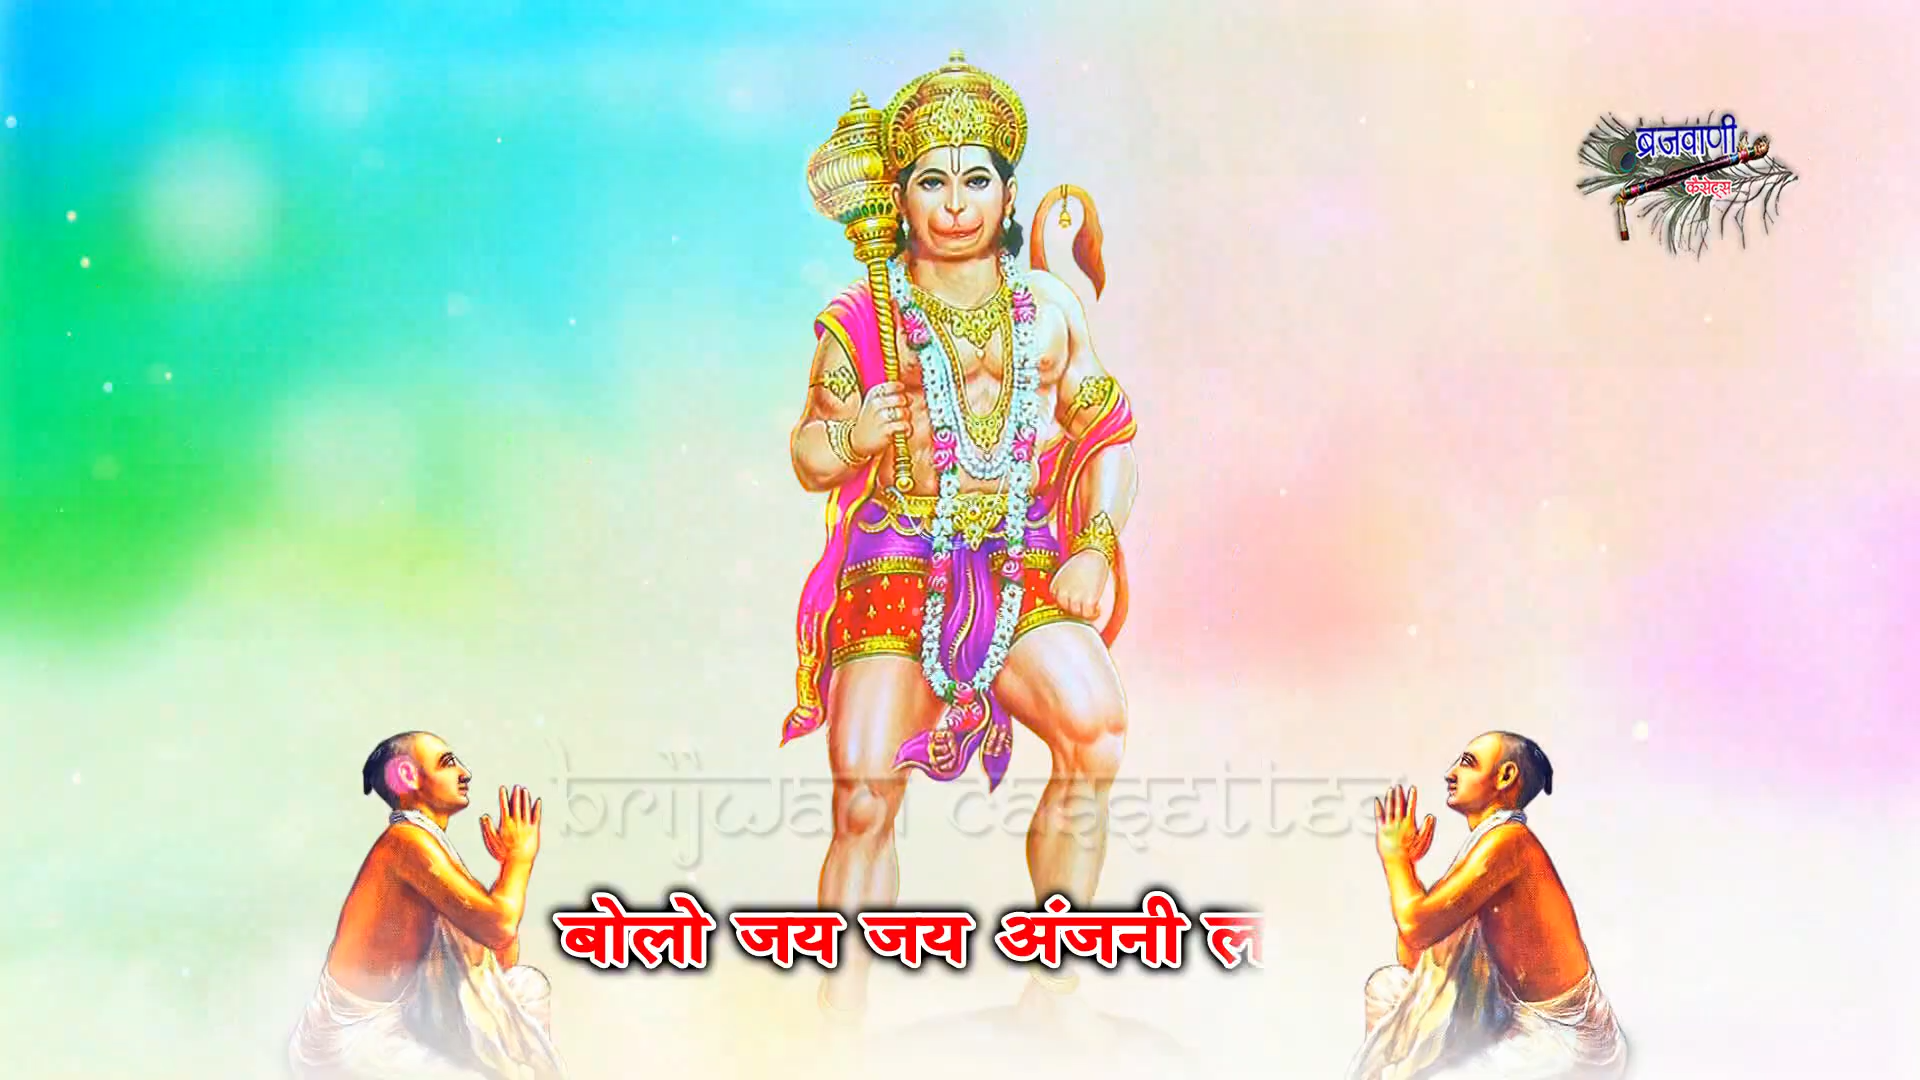 ब्रजवाणी
कैसेट्स
brijwani cassettes
बोलो जय जय अंजनी ल